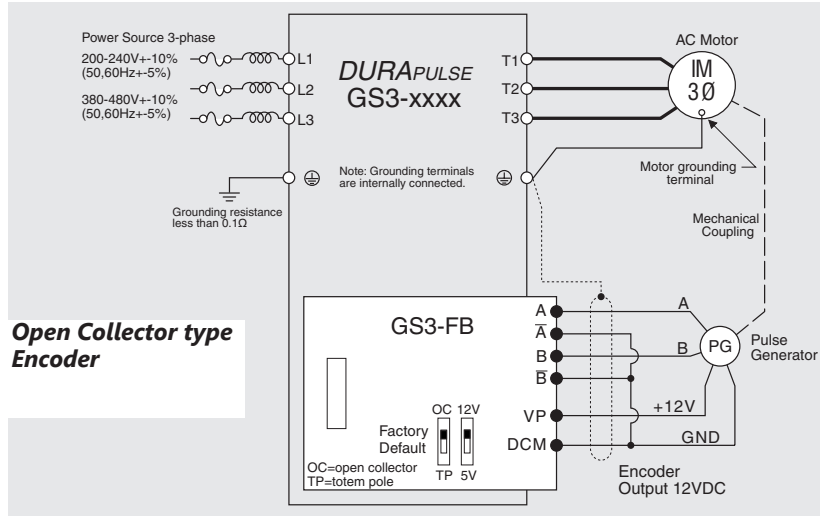 Power Source 3-phase
200-240V+-10%
(50,60Hz+-5%)
380-480V+-10%
(50,60Hz+-5%)
L1
L2
L3
DURAPULSE
GS3-xxxx
T1
T2
T3
AC Motor
IM
3Ø
Note: Grounding terminals
are internally connected.
Motor grounding
terminal
Grounding resistance
less than 0.1Ω
Mechanical
Coupling
Open Collector type
Encoder
GS3-FB
A
A̅
B
B̅
VP
DCM
A
B
+12V
GND
PG
Pulse
Generator
OC 12V
Factory
Default
TP 5V
OC=open collector
TP=totem pole
Encoder
Output 12VDC